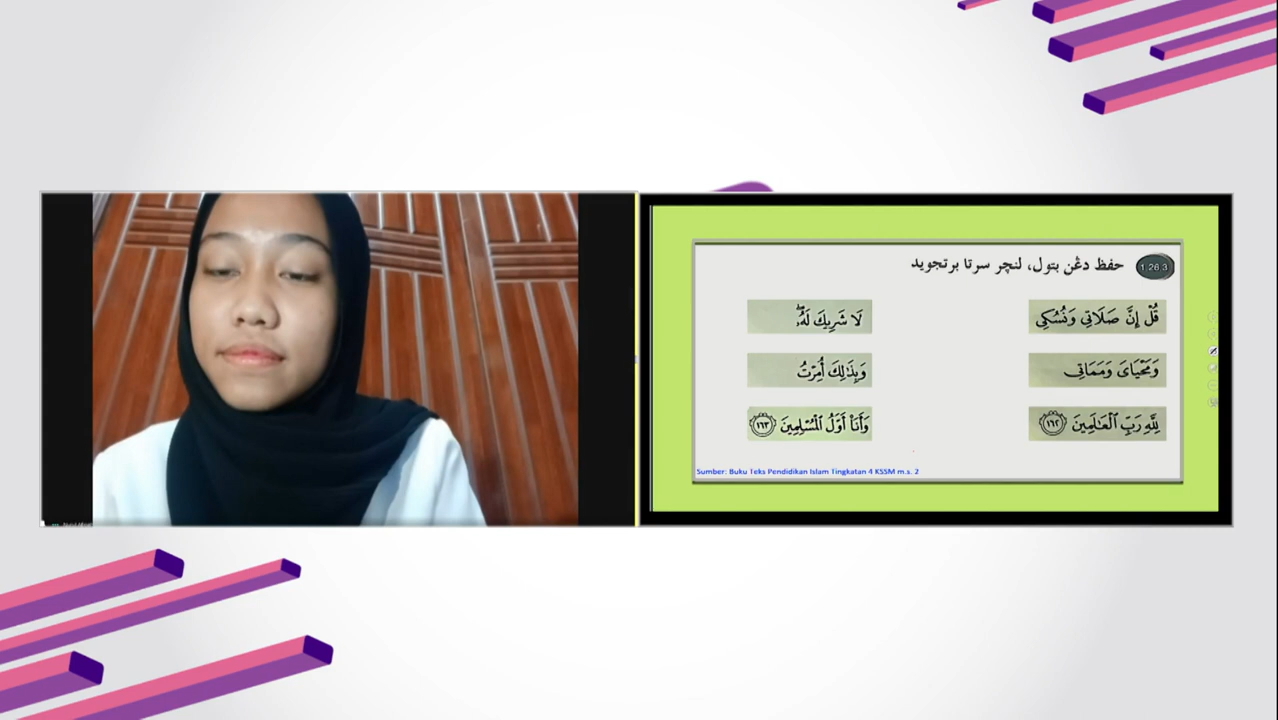 1.26.3 حفظ دڠن بتول، لنچر سرتا برتجويد
قُلْ إِنَّ صَلَاتِى وَنُسُكِى
وَمَحْيَاىَ وَمَمَاتِى
لِلَّهِ رَبِّ ٱلْعَـٰلَمِينَ ١٦٢
لَا شَرِيكَ لَهُۥۖ
وَبِذَٰلِكَ أُمِرْتُ
وَأَنَا۠ أَوَّلُ ٱلْمُسْلِمِينَ ١٦٣
Sumber: Buku Teks Pendidikan Islam Tingkatan 4 KSSM m.s. 2